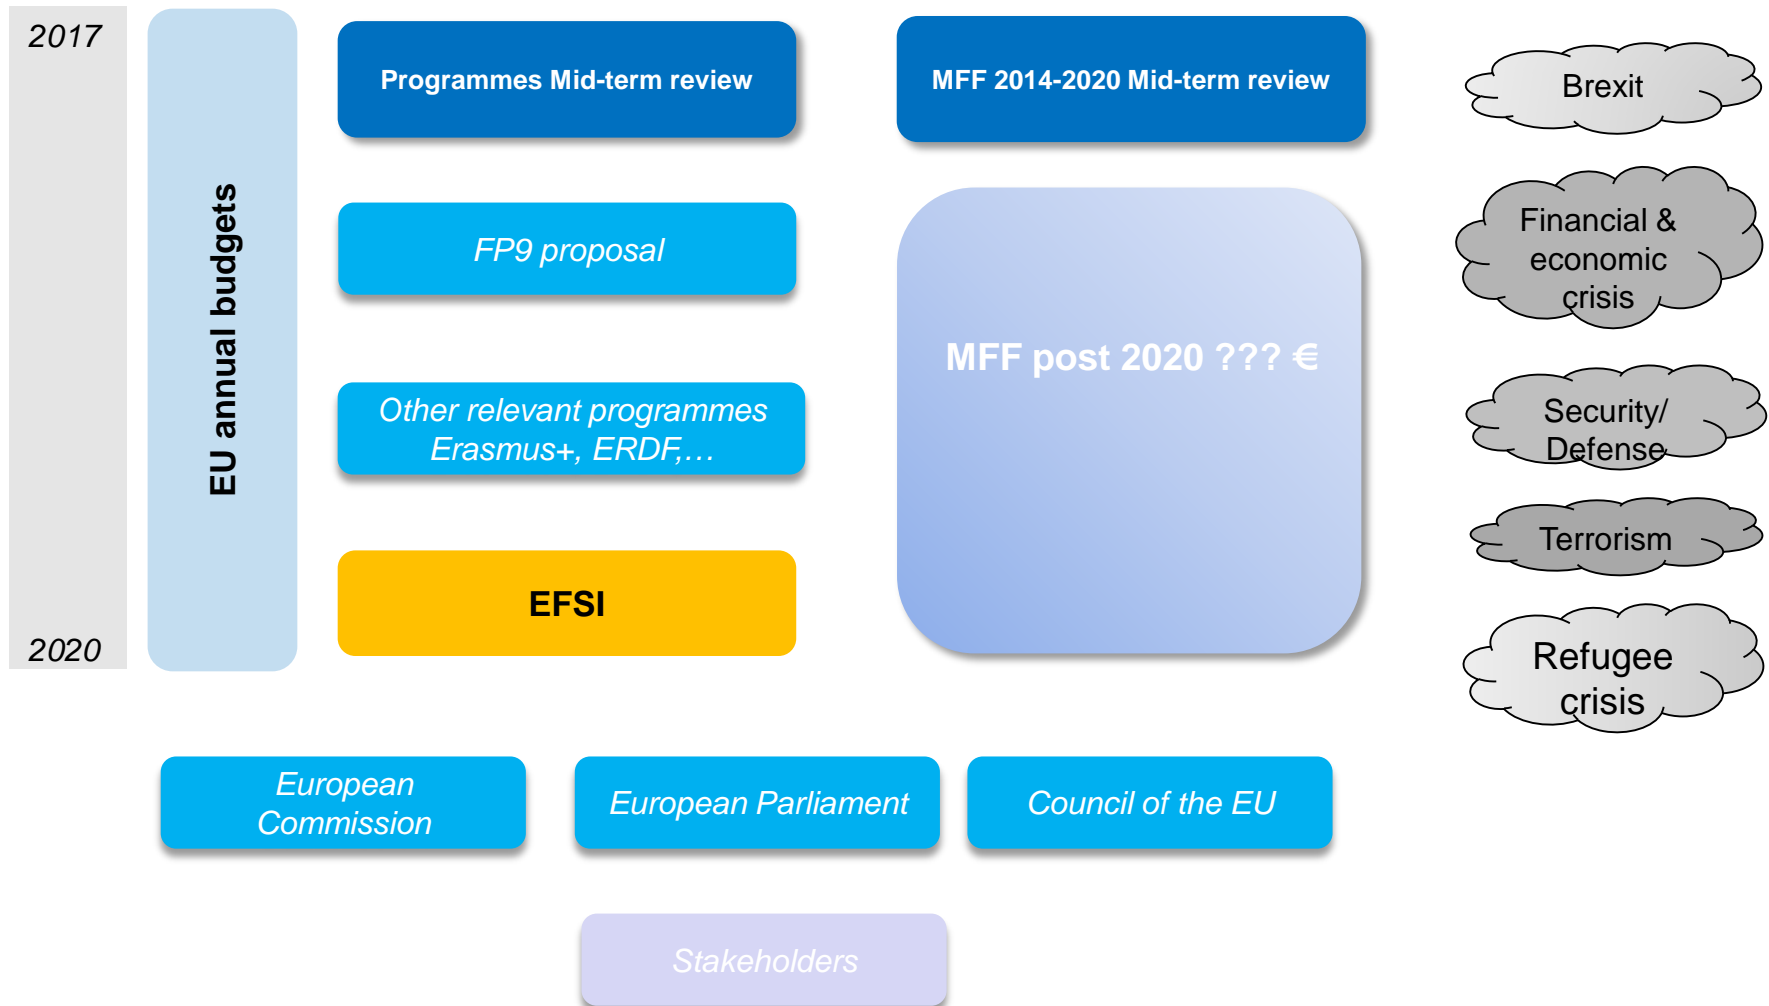 2017
2020
EU annual budgets
Programmes Mid-term review
MFF 2014-2020 Mid-term review
FP9 proposal
Other relevant programmes
Erasmus+, ERDF,…
EFSI
MFF post 2020 ??? €
Brexit
Financial &
economic
crisis
Security/
Defense
Terrorism
Refugee
crisis
European
Commission
European Parliament
Council of the EU
Stakeholders